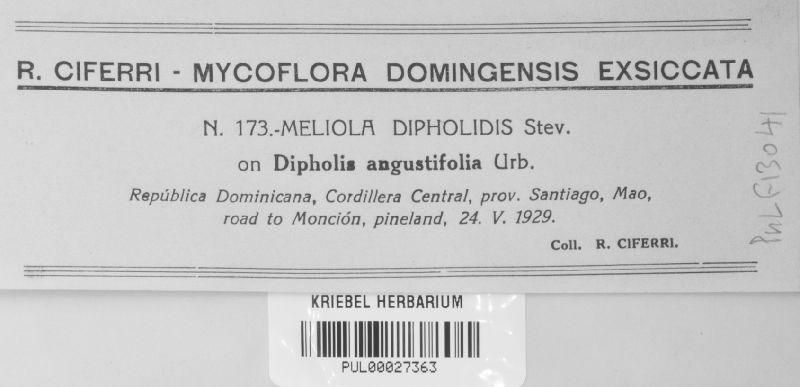 R. CIFERRI - MYCOFLORA DOMINGENSIS EXSICCATA
N. 173.-MELIOLA DIPHOLIDIS Stev.
on Dipholis angustifolia Urb.
República Dominicana, Cordillera Central, prov. Santiago, Mao,
road to Monción, pineland, 24. V. 1929.
Coll. R. CIFERRI.
PUL F13041
KRIEBEL HERBARIUM
PUL00027363